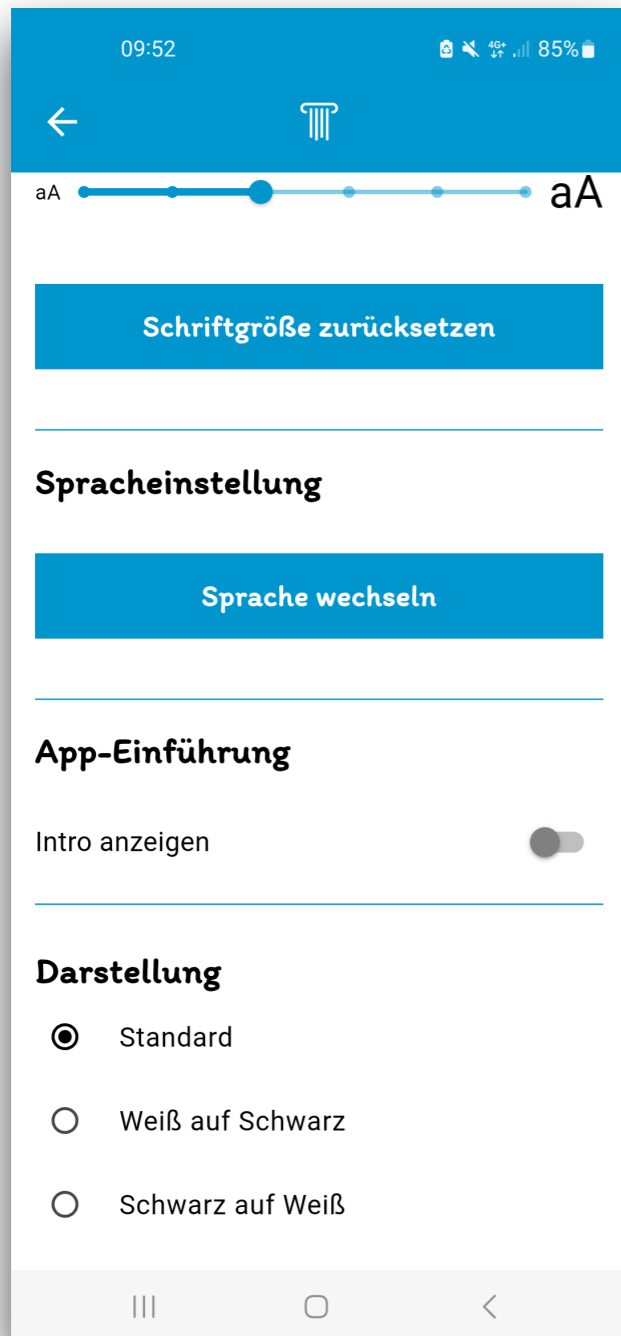 09:52
4G+ 85%
aA aA
Schriftgröße zurücksetzen
Spracheinstellung
Sprache wechseln
App-Einführung
Intro anzeigen
Darstellung
Standard
Weiß auf Schwarz
Schwarz auf Weiß